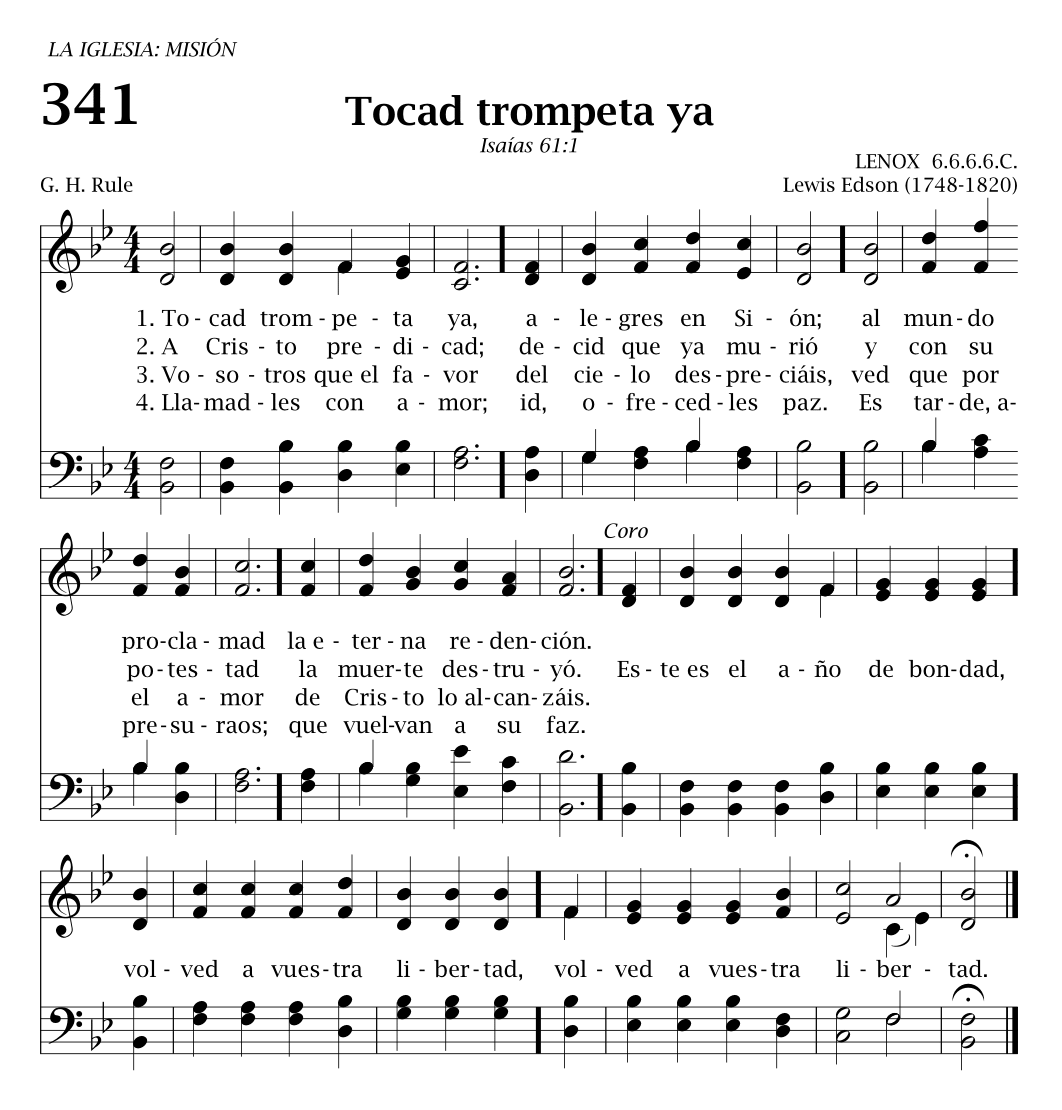 LA IGLESIA: MISIÓN
341
Tocad trompeta ya
Isaías 61:1
LENOX 6.6.6.6.C.
G. H. Rule
Lewis Edson (1748-1820)
1. To - cad trom - pe - ta ya, a - le - gres en Si - ón; al mun - do
2. A Cris - to pre - di - cad; de - cid que ya mu - rió y con su
3. Vo - so - tros que el fa - vor del cie - lo des - pre - ciáis, ved que por
4. Lla - mad - les con a - mor; id, o - fre - ced - les paz. Es tar - de, a-
Coro
pro - cla - mad la e - ter - na re - den - ción.
po - tes - tad la muer - te des - tru - yó. Es - te es el a - ño de bon - dad,
el a - mor de Cris - to lo al - can - záis.
pre - su - raos; que vuel - van a su faz.
vol - ved a vues - tra li - ber - tad, vol - ved a vues - tra li - ber - tad.